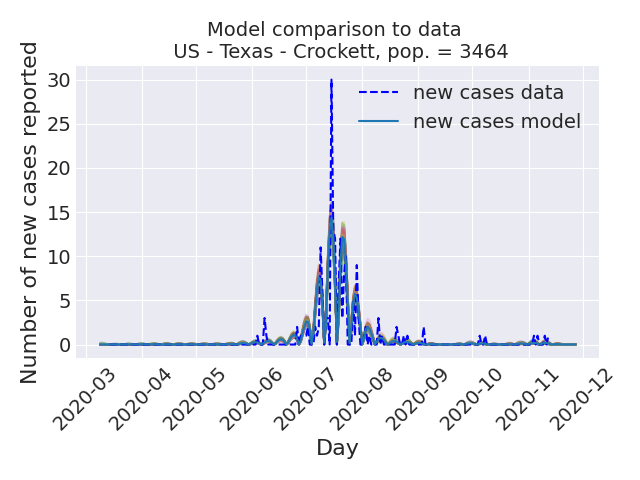 Model comparison to data
US - Texas - Crockett, pop. = 3464
Number of new cases reported
30
25
20
15
10
5
0
new cases data
new cases model
2020-03
2020-04
2020-05
2020-06
2020-07
2020-08
2020-09
2020-10
2020-11
2020-12
Day